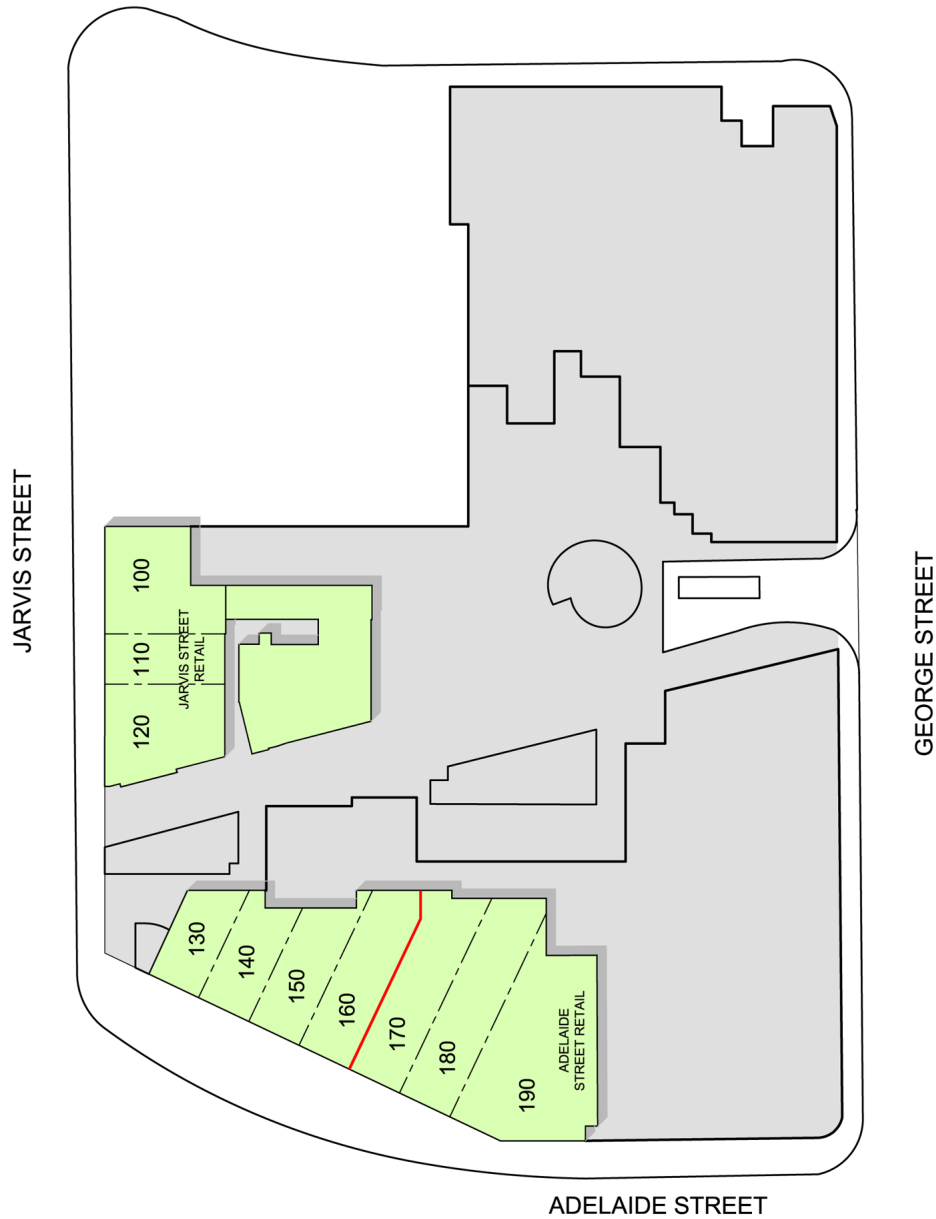 JARVIS STREET
100
110
120
JARVIS STREET
RETAIL
GEORGE STREET
130
140
150
160
170
180
190
ADELAIDE
STREET RETAIL
ADELAIDE STREET